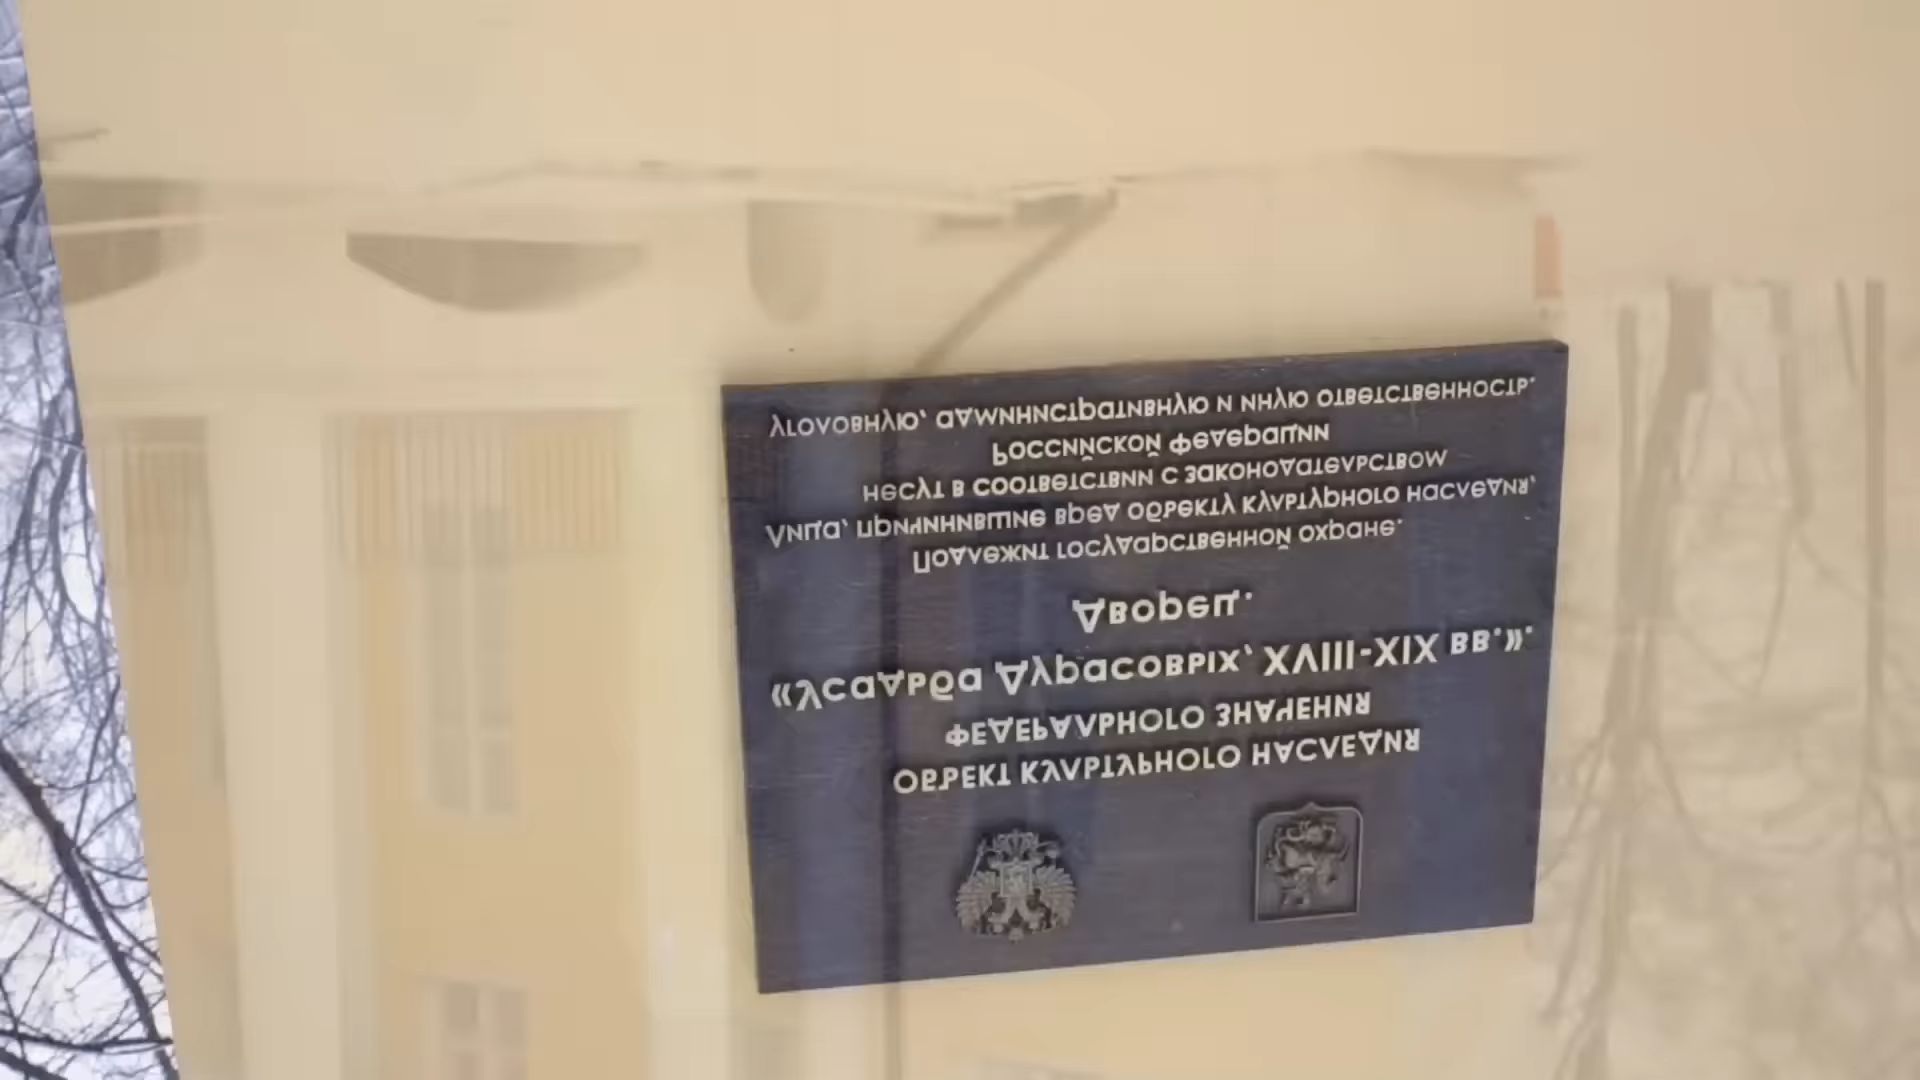 ОБЪЕКТ КУЛЬТУРНОГО НАСЛЕДИЯ
ФЕДЕРАЛЬНОГО ЗНАЧЕНИЯ
«Усадьба Дурасовых, XVIII-XIX вв.».
Дворец.
Подлежит государственной охране.
Лица, причинившие вред объекту культурного наследия,
несут в соответствии с законодательством
Российской Федерации
уголовную, административную и иную ответственность.